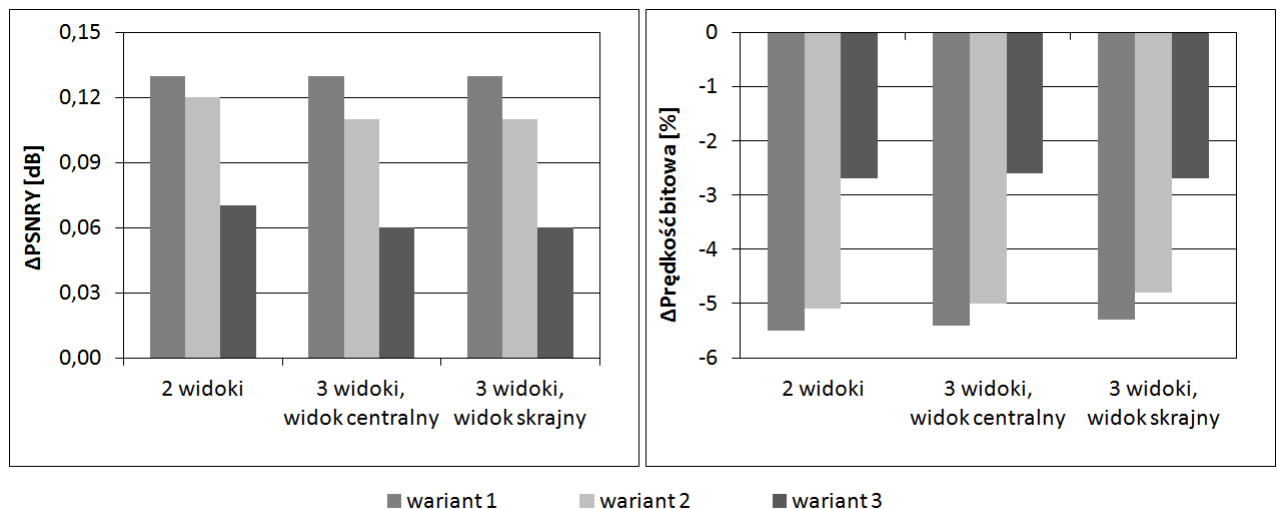 0,15
0,12
0,09
0,06
0,03
0,00
ΔPSNRY [dB]
2 widoki
3 widoki,
widok centralny
3 widoki,
widok skrajny
0
-1
-2
-3
-4
-5
-6
ΔPrędkość bitowa [%]
2 widoki
3 widoki,
widok centralny
3 widoki,
widok skrajny
wariant 1
wariant 2
wariant 3